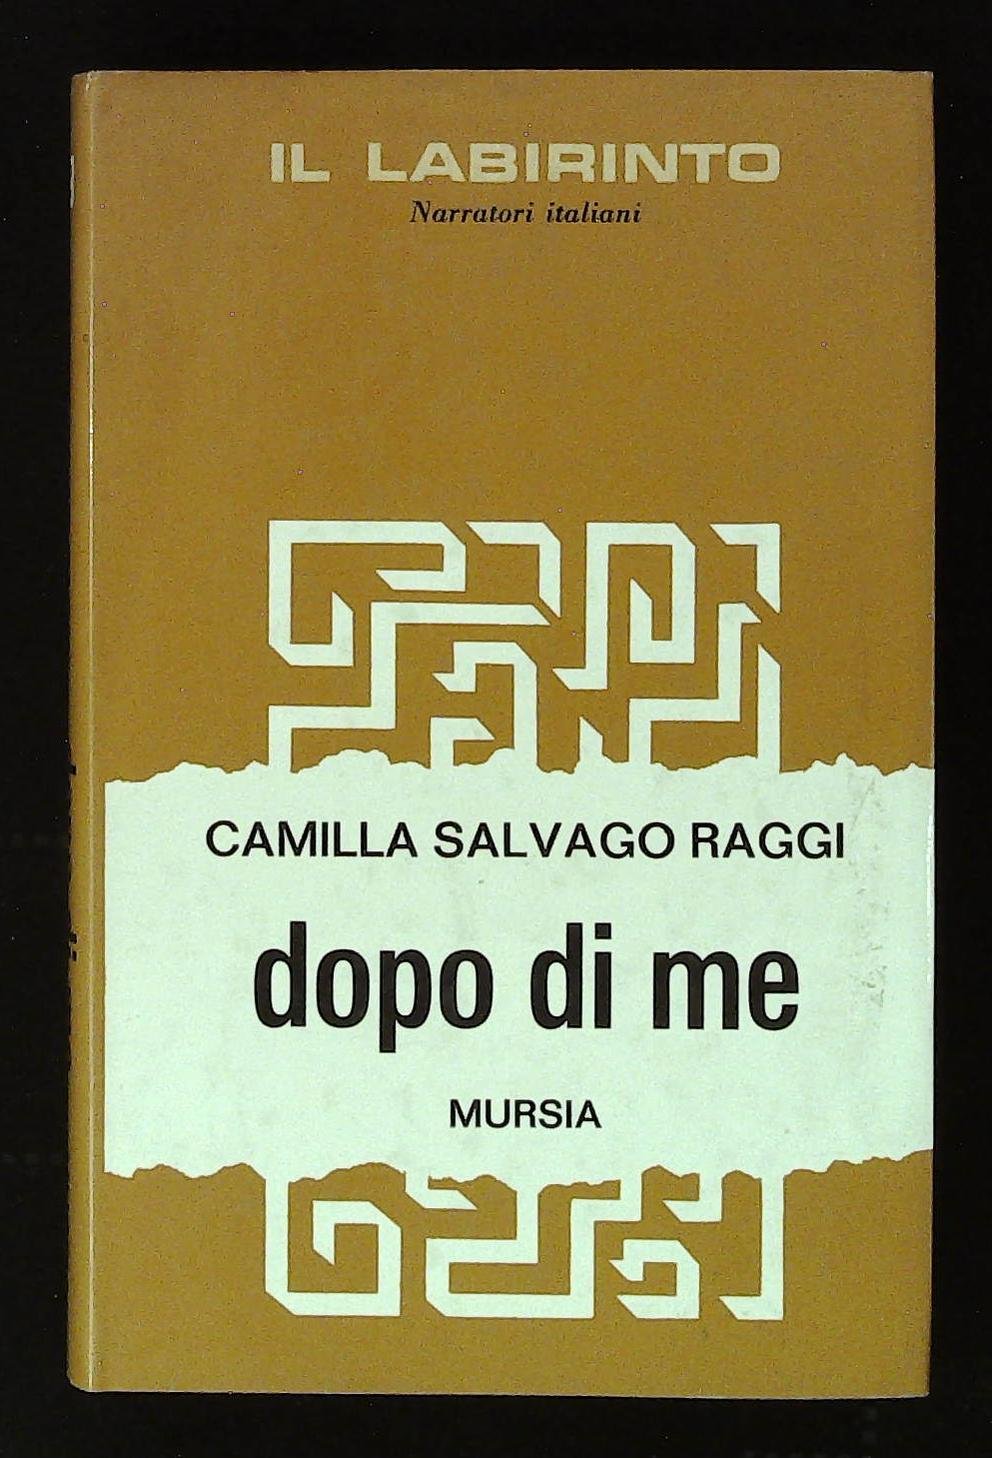 IL LABIRINTO
Narratori italiani
CAMILLA SALVAGO RAGGI
dopo di me
MURSIA